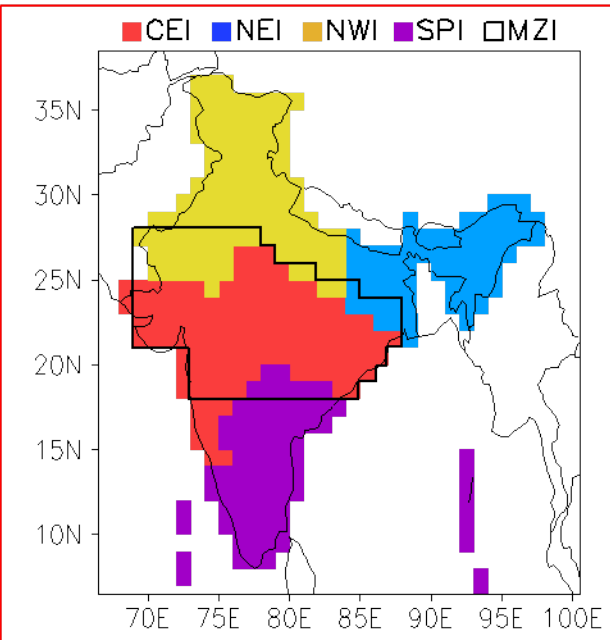 CEI NEI NWI SPI MZI
35N
30N
25N
20N
15N
10N
70E 75E 80E 85E 90E 95E 100E